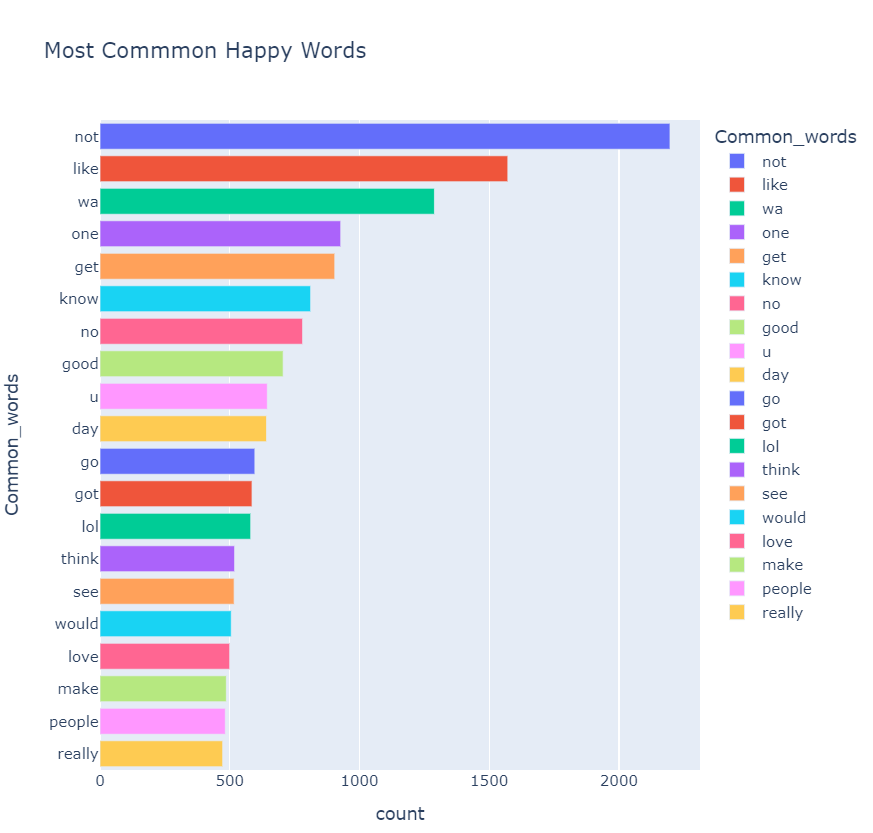 Most Commmon Happy Words
Common_words
not
like
wa
one
get
know
no
good
u
day
go
got
lol
think
see
would
love
make
people
really
0 500 1000 1500 2000
count
Common_words
not
like
wa
one
get
know
no
good
u
day
go
got
lol
think
see
would
love
make
people
really